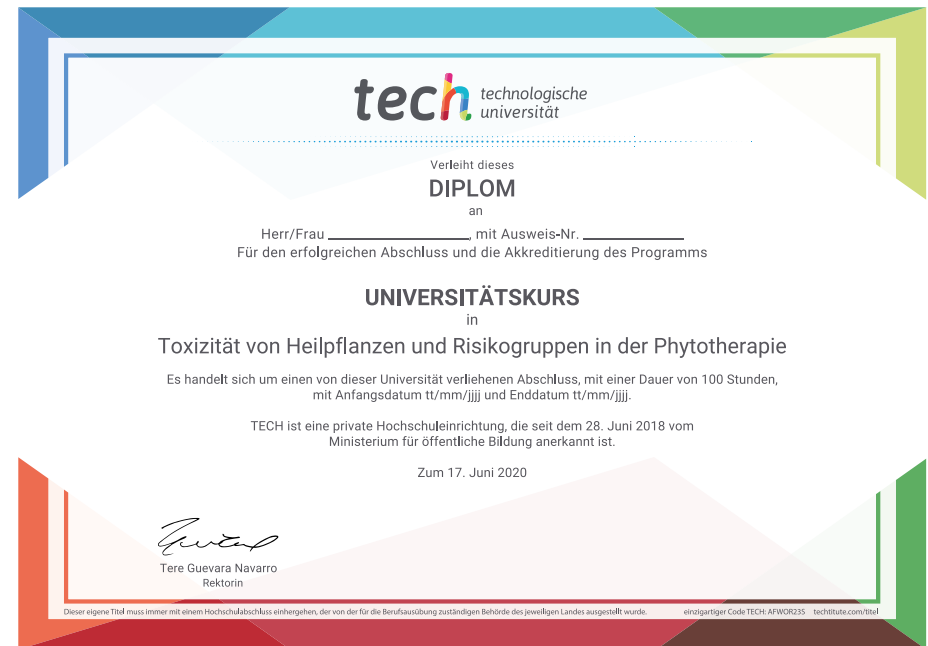 tech technologische
universität
Verleiht dieses
DIPLOM
an
Herr/Frau ____________________, mit Ausweis-Nr. ______________
Für den erfolgreichen Abschluss und die Akkreditierung des Programms
UNIVERSITÄTSKURS
in
Toxizität von Heilpflanzen und Risikogruppen in der Phytotherapie
Es handelt sich um einen von dieser Universität verliehenen Abschluss, mit einer Dauer von 100 Stunden,
mit Anfangsdatum tt/mm/jjjj und Enddatum tt/mm/jjjj.
TECH ist eine private Hochschuleinrichtung, die seit dem 28. Juni 2018 vom
Ministerium für öffentliche Bildung anerkannt ist.
Zum 17. Juni 2020
Tere Guevara Navarro
Rektorin
Dieser eigene Titel muss immer mit einem Hochschulabschluss einhergehen, der von der für die Berufsausübung zuständigen Behörde des jeweiligen Landes ausgestellt wurde. einzigartiger Code TECH: AFWOR23S techtitute.com/titel